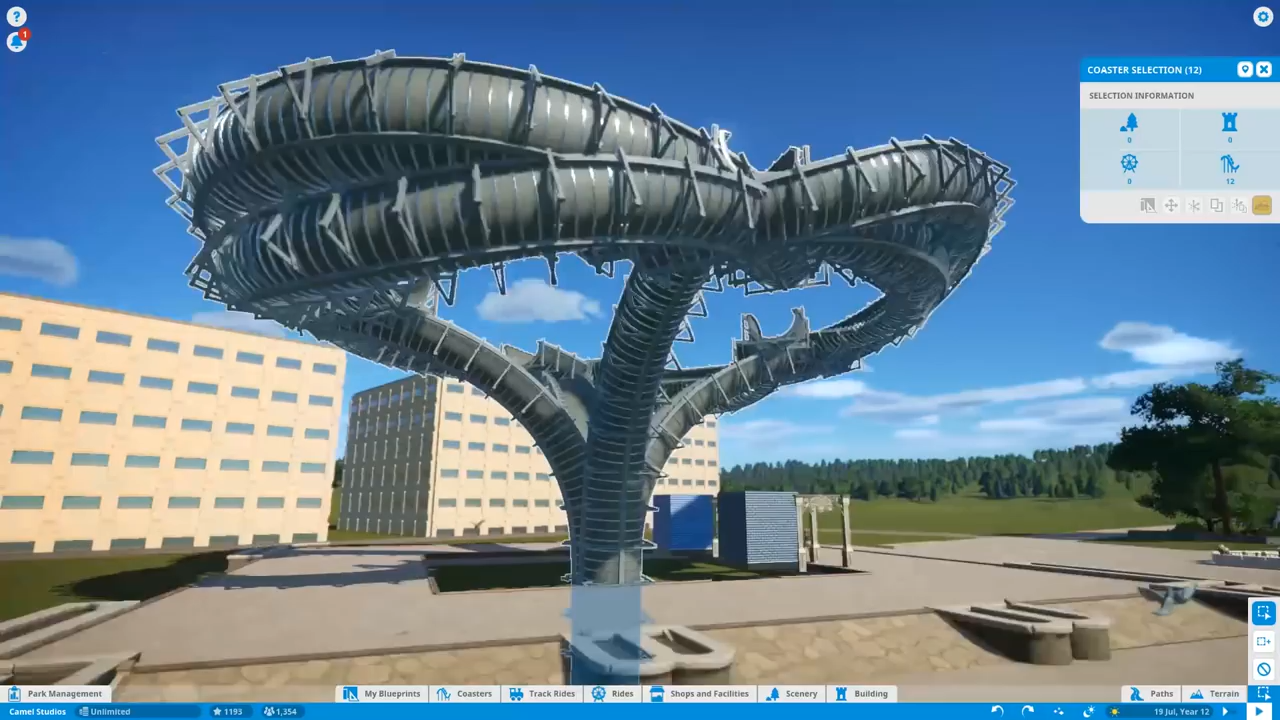 ?
1
COASTER SELECTION (12)
SELECTION INFORMATION
0
0
0
12
Park Management
My Blueprints
Coasters
Track Rides
Rides
Shops and Facilities
Scenery
Building
Paths
Terrain
Camel Studios
Unlimited
1193
1,354
19 Jul, Year 12